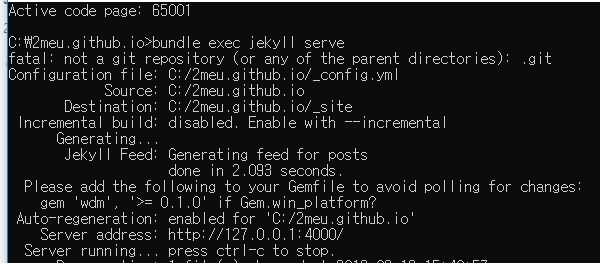 Active code page: 65001
C:₩2meu.github.io>bundle exec jekyll serve
fatal: not a git repository (or any of the parent directories): .git
Configuration file: C:/2meu.github.io/_config.yml
Source: C:/2meu.github.io
Destination: C:/2meu.github.io/_site
Incremental build: disabled. Enable with --incremental
Generating...
Jekyll Feed: Generating feed for posts
done in 2.093 seconds.
Please add the following to your Gemfile to avoid polling for changes:
gem 'wdm', '>= 0.1.0' if Gem.win_platform?
Auto-regeneration: enabled for 'C:/2meu.github.io'
Server address: http://127.0.0.1:4000/
Server running... press ctrl-c to stop.